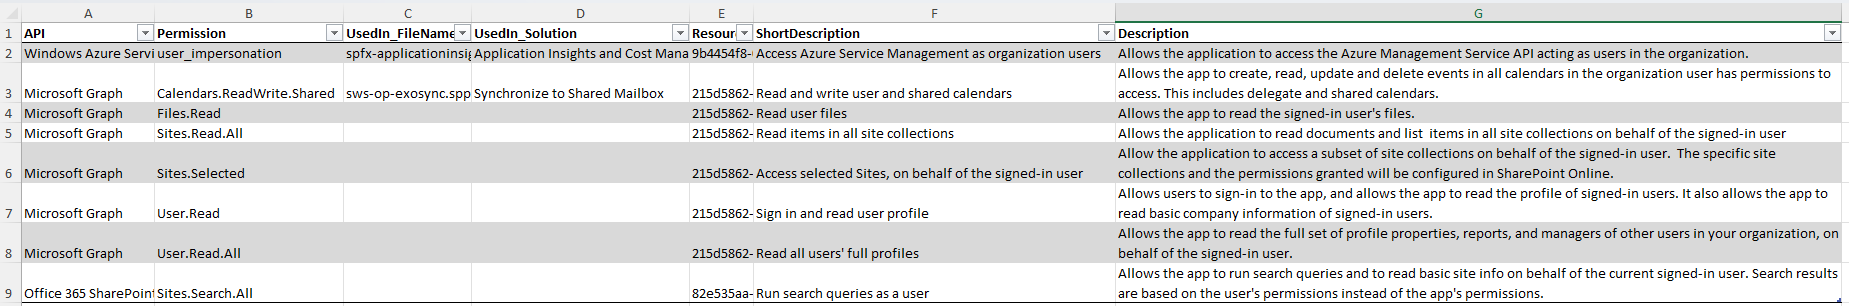 A B C D E F G
1 API Permission UsedIn_FileName UsedIn_Solution Resour ShortDescription Description
2 Windows Azure Servi user_impersonation spfx-applicationinsig Application Insights and Cost Mana 9b4454f8- Access Azure Service Management as organization users Allows the application to access the Azure Management Service API acting as users in the organization.
Allows the app to create, read, update and delete events in all calendars in the organization user has permissions to
3 Microsoft Graph Calendars.ReadWrite.Shared sws-op-exosync.spp Synchronize to Shared Mailbox 215d5862- Read and write user and shared calendars access. This includes delegate and shared calendars.
4 Microsoft Graph Files.Read 215d5862- Read user files Allows the app to read the signed-in user's files.
5 Microsoft Graph Sites.Read.All 215d5862- Read items in all site collections Allows the application to read documents and list  items in all site collections on behalf of the signed-in user
Allow the application to access a subset of site collections on behalf of the signed-in user.  The specific site
6 Microsoft Graph Sites.Selected 215d5862- Access selected Sites, on behalf of the signed-in user collections and the permissions granted will be configured in SharePoint Online.
Allows users to sign-in to the app, and allows the app to read the profile of signed-in users. It also allows the app to
7 Microsoft Graph User.Read 215d5862- Sign in and read user profile read basic company information of signed-in users.
Allows the app to read the full set of profile properties, reports, and managers of other users in your organization, on
8 Microsoft Graph User.Read.All 215d5862- Read all users' full profiles behalf of the signed-in user.
Allows the app to run search queries and to read basic site info on behalf of the current signed-in user. Search results
9 Office 365 SharePoint Sites.Search.All 82e535aa- Run search queries as a user are based on the user's permissions instead of the app's permissions.